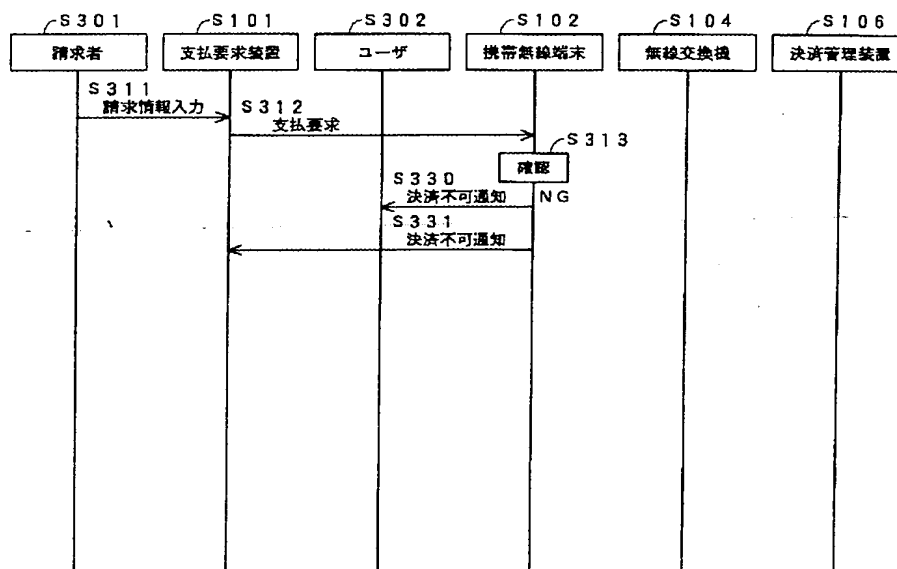 S301
S101
S302
S102
S104
S106
請求者
支払要求装置
ユーザ
携帯無線端末
無線交換機
決済管理装置
S311
請求情報入力
S312
支払要求
S313
確認
NG
S330
決済不可通知
S331
決済不可通知